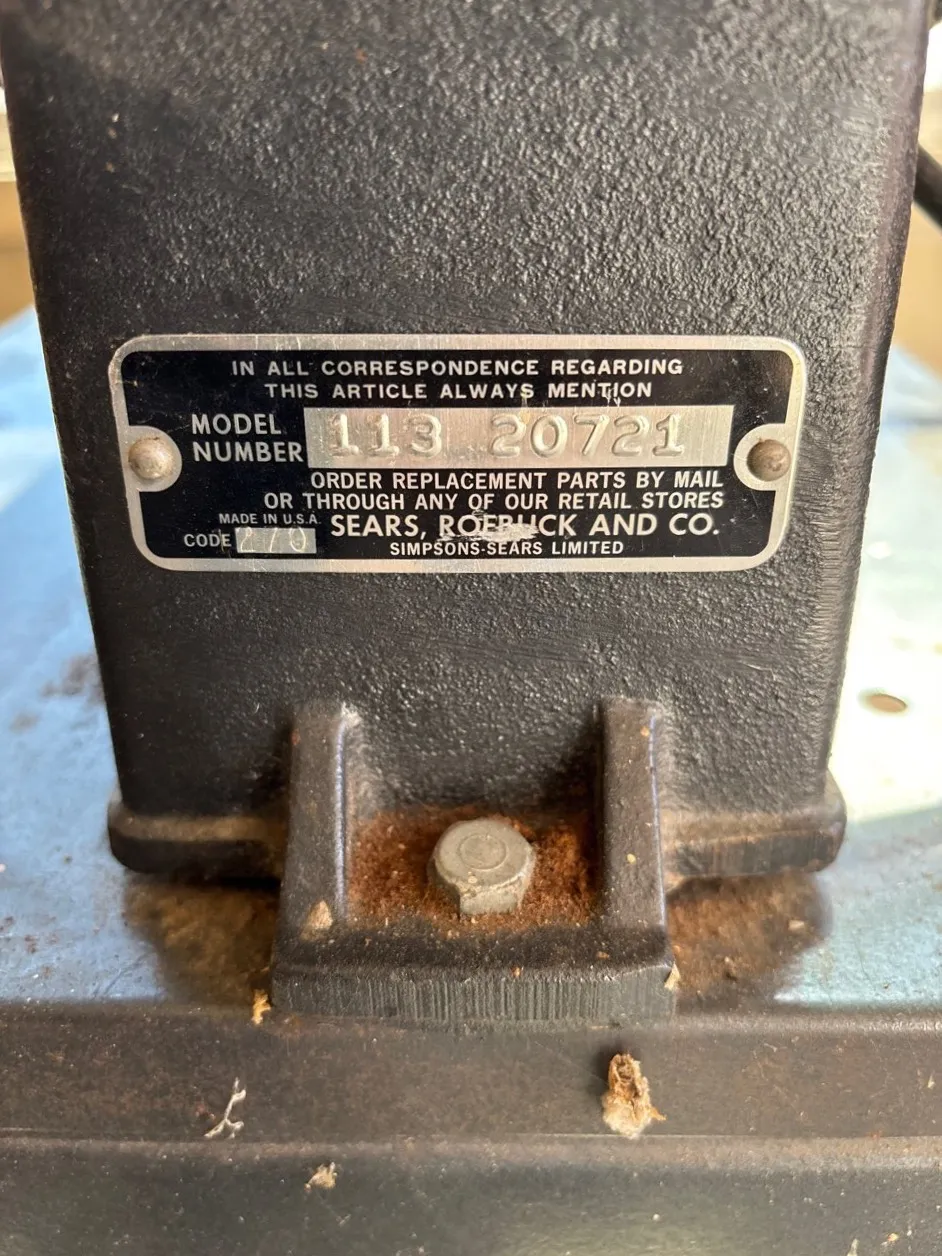 IN ALL CORRESPONDENCE REGARDING
THIS ARTICLE ALWAYS MENTION
MODEL NUMBER 113 20721
ORDER REPLACEMENT PARTS BY MAIL
OR THROUGH ANY OF OUR RETAIL STORES
MADE IN U.S.A. SEARS, ROEBUCK AND CO.
CODE 270 SIMPSONS-SEARS LIMITED